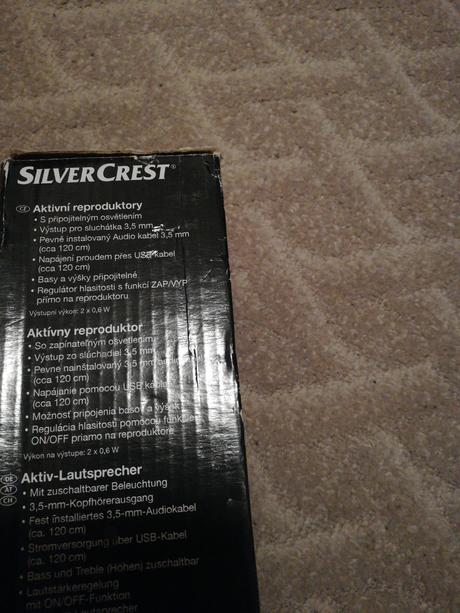 SILVERCREST®
CZ Aktivní reproduktory
• S připojitelným osvětlením
• Výstup pro sluchátka 3,5 mm
• Pevně instalovaný Audio kabel 3,5 mm
(cca 120 cm)
• Napájení proudem přes USB kabel
(cca 120 cm)
• Basy a výšky připojitelné
• Regulátor hlasitosti s funkcí ZAP/VYP
přímo na reproduktoru
Výstupní výkon: 2 x 0,6 W
Aktívny reproduktor
• So zapínateľným osvetlením
• Výstup zo slúchadiel 3,5 mm
• Pevne nainštalovaný 3,5 mm audio
(cca 120 cm)
• Napájanie pomocou USB kábla
(cca 120 cm)
• Možnosť pripojenia basov a výšok
• Regulácia hlasitosti pomocou funkcie
ON/OFF priamo na reproduktore
Výkon na výstupe: 2 x 0,6 W
DE AT CH Aktiv-Lautsprecher
• Mit zuschaltbarer Beleuchtung
• 3,5-mm-Kopfhörerausgang
• Fest installiertes 3,5-mm-Audiokabel
(ca. 120 cm)
• Stromversorgung über USB-Kabel
(ca. 120 cm)
• Bass und Treble (Höhen) zuschaltbar
• Lautstärkeregelung
mit ON/OFF-Funktion
Lautsprecher